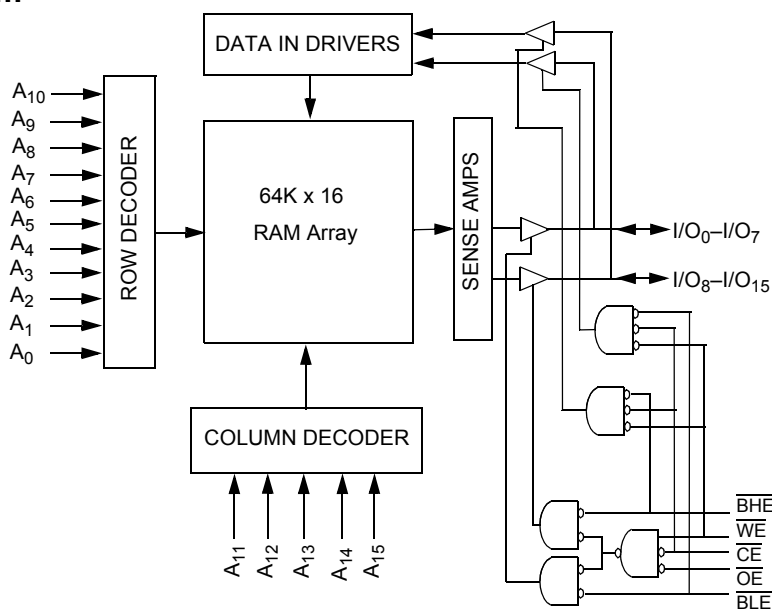 DATA IN DRIVERS
A10
A9
A8
A7
A6
A5
A4
A3
A2
A1
A0
ROW DECODER
64K x 16
RAM Array
SENSE AMPS
I/O0–I/O7
I/O8–I/O15
COLUMN DECODER
A11
A12
A13
A14
A15
BHE
WE
CE
OE
BLE